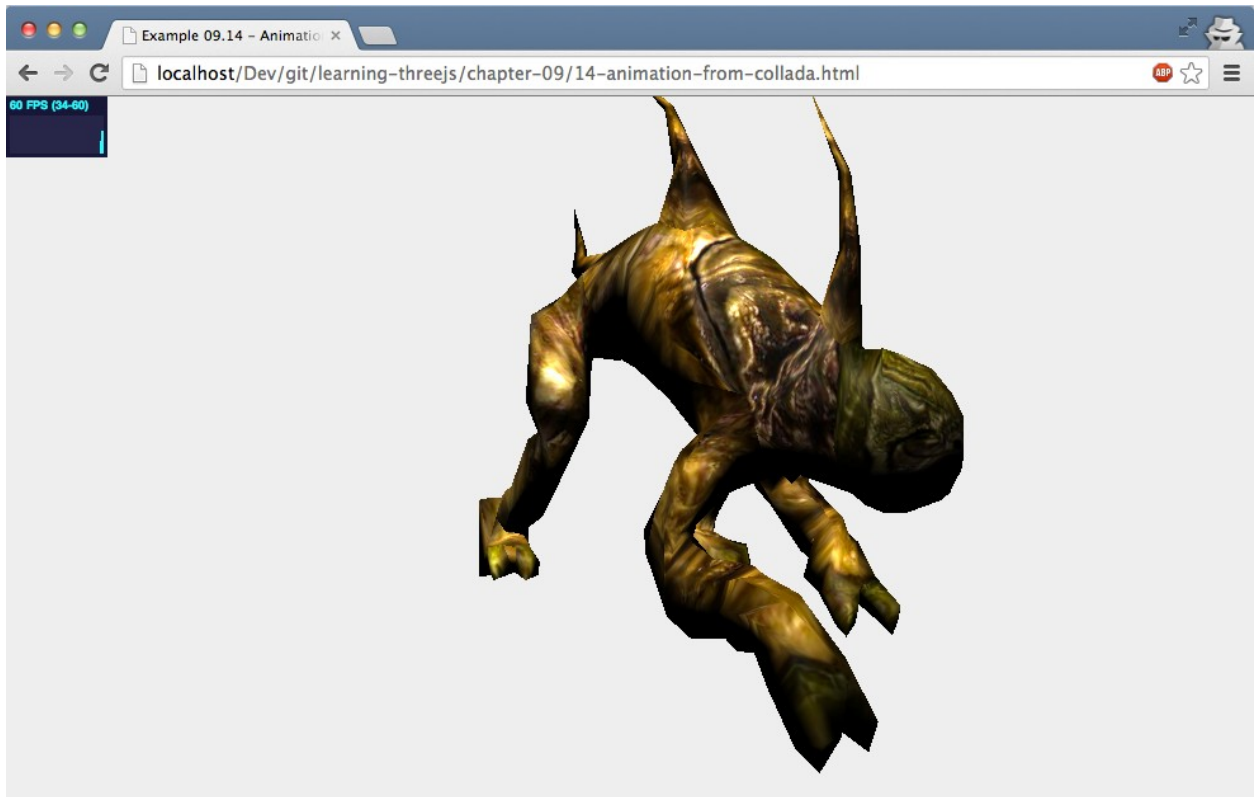 Example 09.14 – Animatio
localhost/Dev/git/learning-threejs/chapter-09/14-animation-from-collada.html
ABP
60 FPS (34-60)